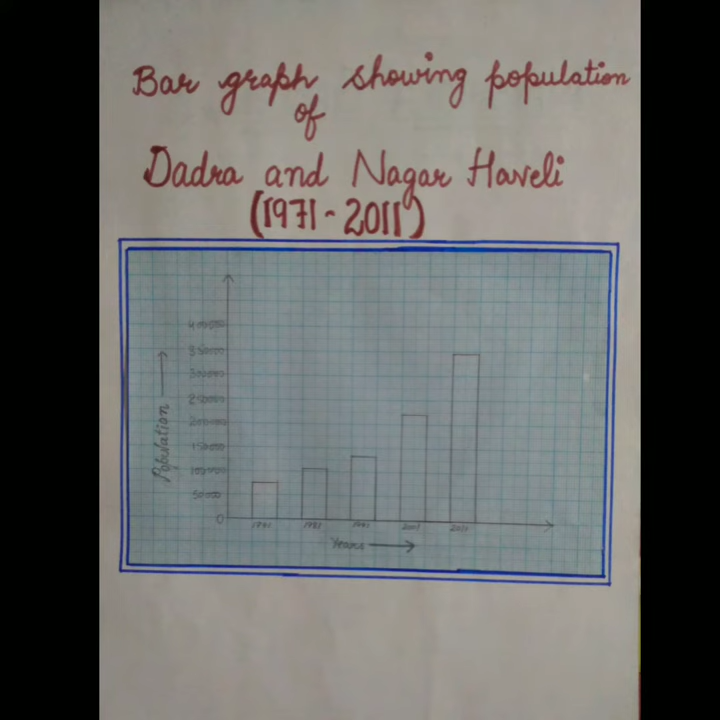 Bar graph showing population
of
Dadra and Nagar Haveli
(1971-2011)
400000
350000
300000
250000
200000
150000
100000
50000
0
Population
1971 1981 1991 2001 2011
Years